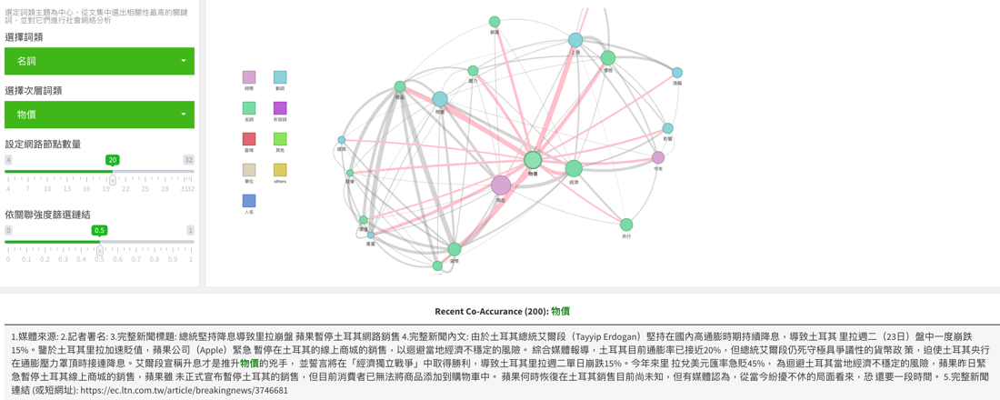 選定詞類主題為中心、從文集中選出相關性最高的關鍵
詞、並對它們進行社會網絡分析
選擇詞類
名詞
選擇次層詞類
物價
設定網路節點數量
4
20
32
4 7 10 13 16 19 22 25 28 31 32
依關聯強度篩選鏈結
0
0.5
1
0 0.1 0.2 0.3 0.4 0.5 0.6 0.7 0.8 0.9 1
時間
動詞
名詞
形容詞
區域
其他
單位
others
人名
薪資
上漲
價格
漲幅
壓力
商品
問題
影響
今年
物價
經濟
央行
貨幣
Recent Co-Accurance (200): 物價
1.媒體來源: 2.記者署名: 3.完整新聞標題: 總統堅持降息導致里拉崩盤 蘋果暫停土耳其網路銷售 4.完整新聞內文: 由於土耳其總統艾爾段（Tayyip Erdogan）堅持在國內高通膨時期持續降息，導致土耳其 里拉週二（23日）盤中一度崩跌
15%。鑒於土耳其里拉加速貶值，蘋果公司（Apple）緊急 暫停在土耳其的線上商城的銷售，以迴避當地經濟不穩定的風險。 綜合媒體報導，土耳其目前通膨率已接近20%，但總統艾爾段仍死守極具爭議性的貨幣政 策，迫使土耳其央行
在通膨壓力罩頂時接連降息。艾爾段宣稱升息才是推升物價的兇手， 並誓言將在「經濟獨立戰爭」中取得勝利，導致土耳其里拉週二單日崩跌15%。今年來里 拉兌美元匯率急貶45%， 為迴避土耳其當地經濟不穩定的風險，蘋果昨日緊
急暫停土耳其線上商城的銷售，蘋果雖 未正式宣布暫停土耳其的銷售，但目前消費者已無法將商品添加到購物車中。 蘋果何時恢復在土耳其銷售目前尚未知，但有媒體認為，從當今紛擾不休的局面看來，恐 還要一段時間。 5.完整新聞
連結 (或短網址): https://ec.ltn.com.tw/article/breakingnews/3746681